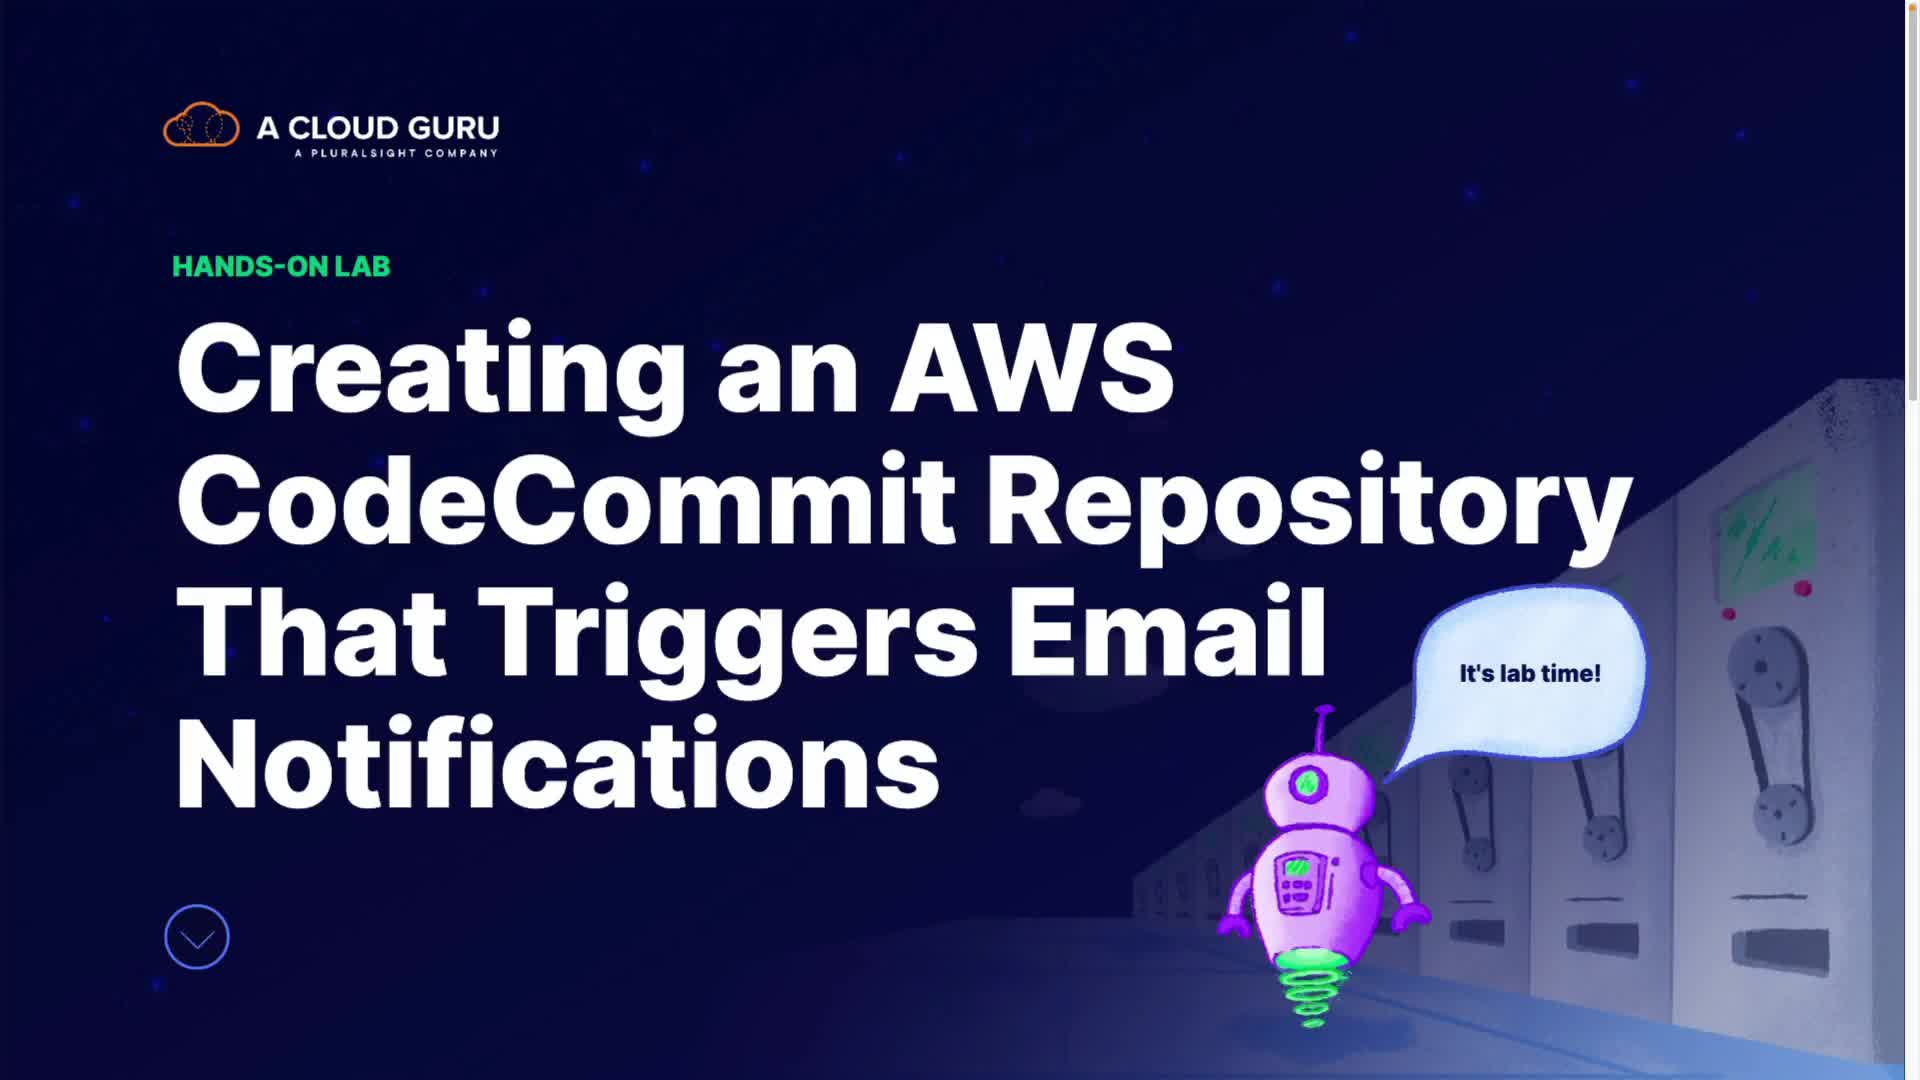 A CLOUD GURU
A PLURALSIGHT COMPANY
HANDS-ON LAB
Creating an AWS
CodeCommit Repository
That Triggers Email
Notifications
It's lab time!